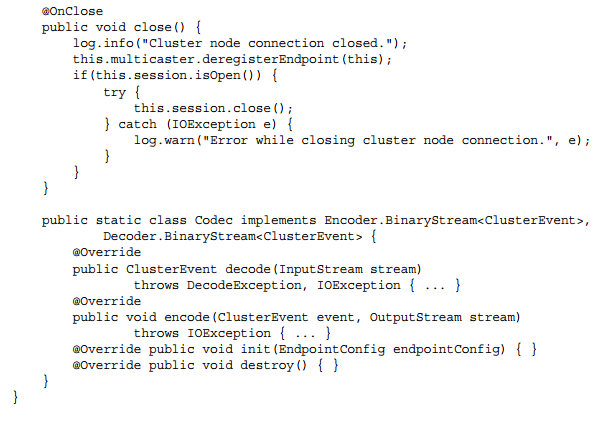 @OnClose
public void close() {
log.info("Cluster node connection closed.");
this.multicaster.deregisterEndpoint(this);
if(this.session.isOpen()) {
try {
this.session.close();
} catch (IOException e) {
log.warn("Error while closing cluster node connection.", e);
}
}
}
public static class Codec implements Encoder.BinaryStream<ClusterEvent>,
Decoder.BinaryStream<ClusterEvent> {
@Override
public ClusterEvent decode(InputStream stream)
throws DecodeException, IOException { ... }
@Override
public void encode(ClusterEvent event, OutputStream stream)
throws IOException { ... }
@Override public void init(EndpointConfig endpointConfig) { }
@Override public void destroy() { }
}
}